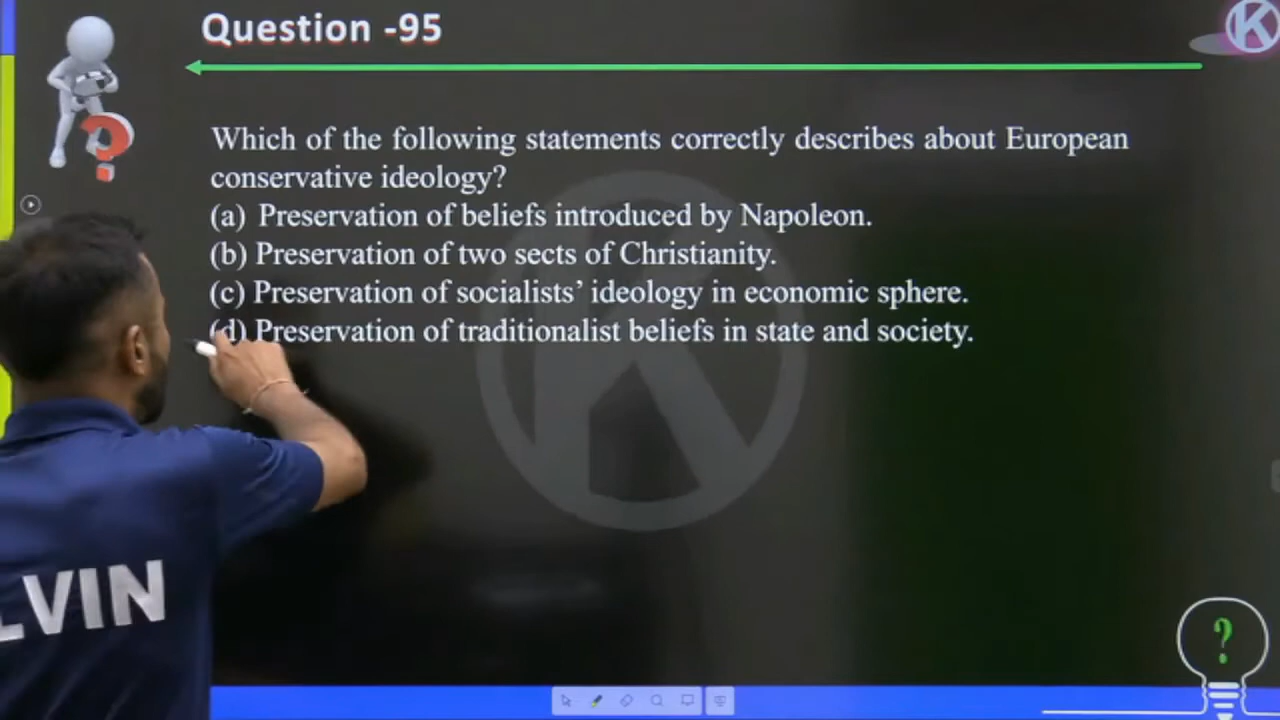 Question -95
K
Which of the following statements correctly describes about European
conservative ideology?
(a) Preservation of beliefs introduced by Napoleon.
(b) Preservation of two sects of Christianity.
(c) Preservation of socialists’ ideology in economic sphere.
(d) Preservation of traditionalist beliefs in state and society.
LVIN